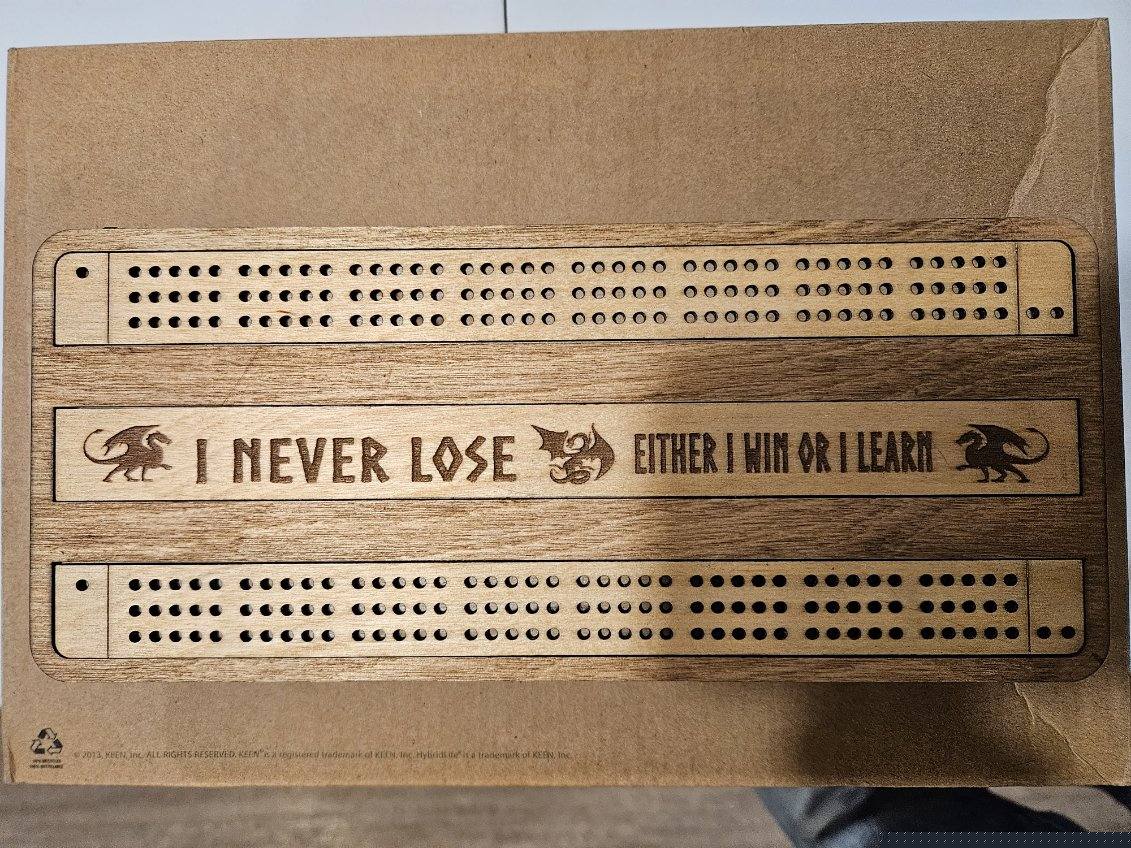 I NEVER LOSE EITHER I WIN OR I LEARN
© 2013, KEEN, Inc. ALL RIGHTS RESERVED. KEEN® is a registered trademark of KEEN, Inc. HybridLife® is a trademark of KEEN, Inc.